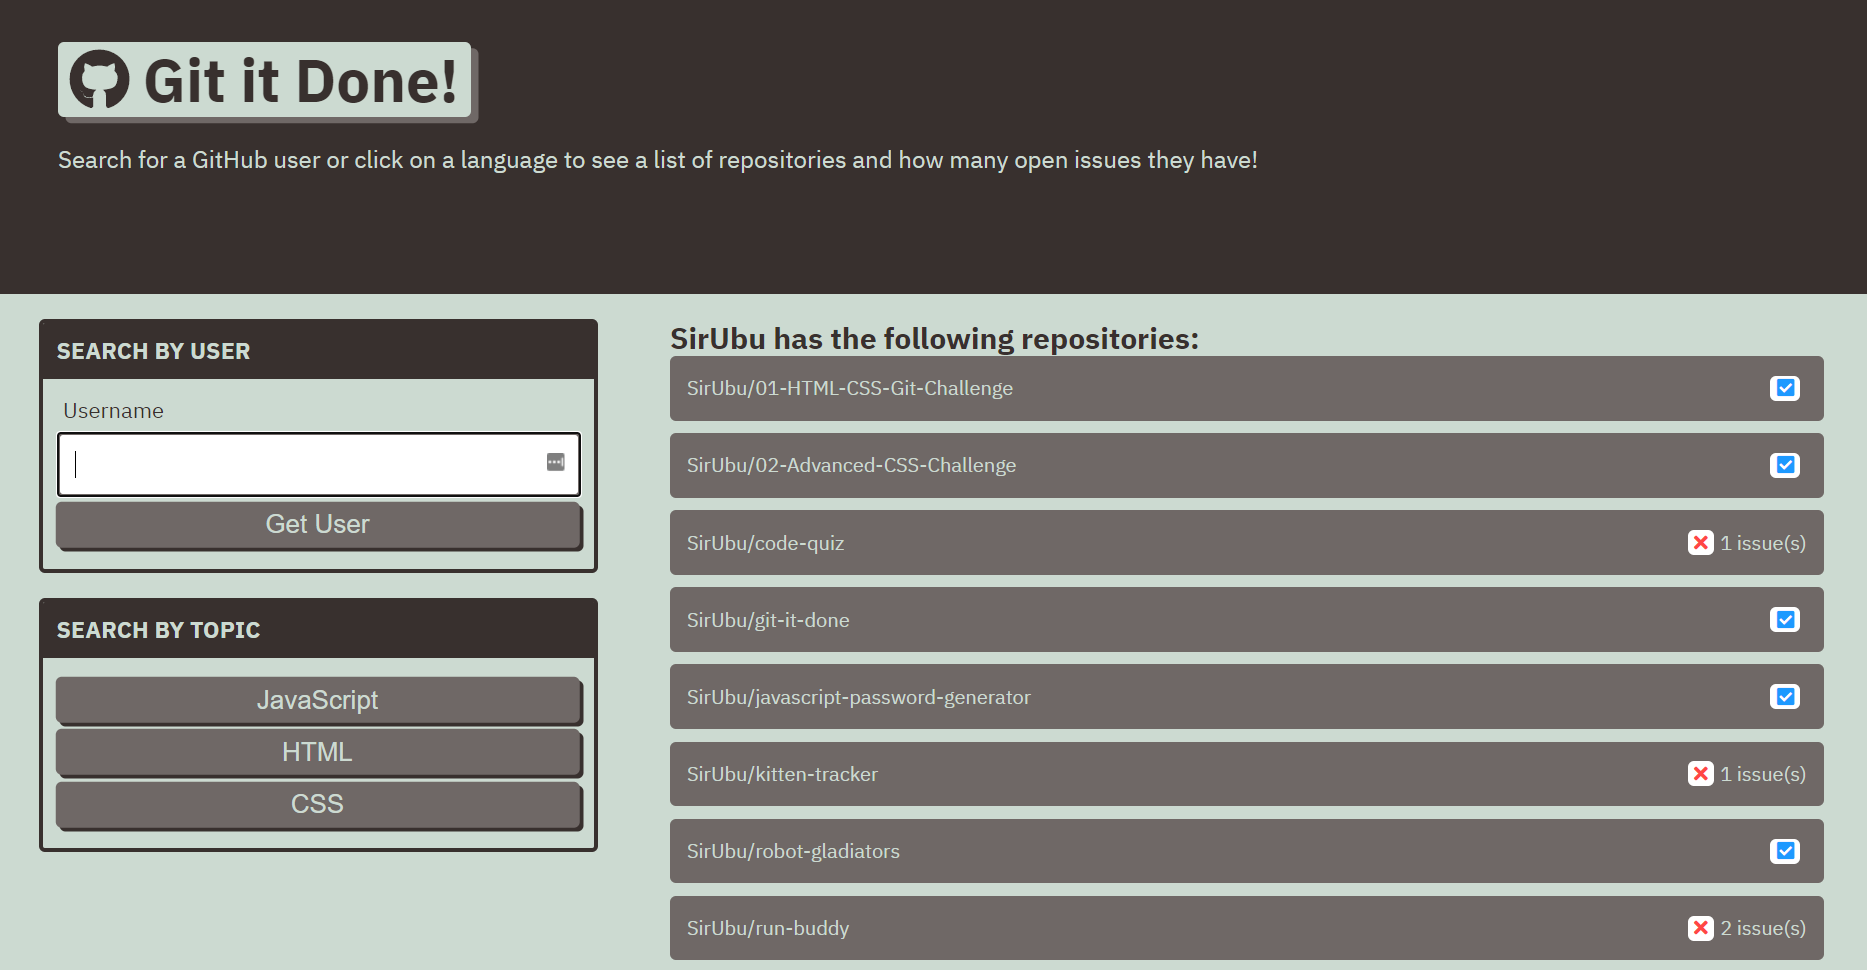 Git it Done!
Search for a GitHub user or click on a language to see a list of repositories and how many open issues they have!
SEARCH BY USER
Username
Get User
SEARCH BY TOPIC
JavaScript
HTML
CSS
SirUbu has the following repositories:
SirUbu/01-HTML-CSS-Git-Challenge
SirUbu/02-Advanced-CSS-Challenge
SirUbu/code-quiz 1 issue(s)
SirUbu/git-it-done
SirUbu/javascript-password-generator
SirUbu/kitten-tracker 1 issue(s)
SirUbu/robot-gladiators
SirUbu/run-buddy 2 issue(s)